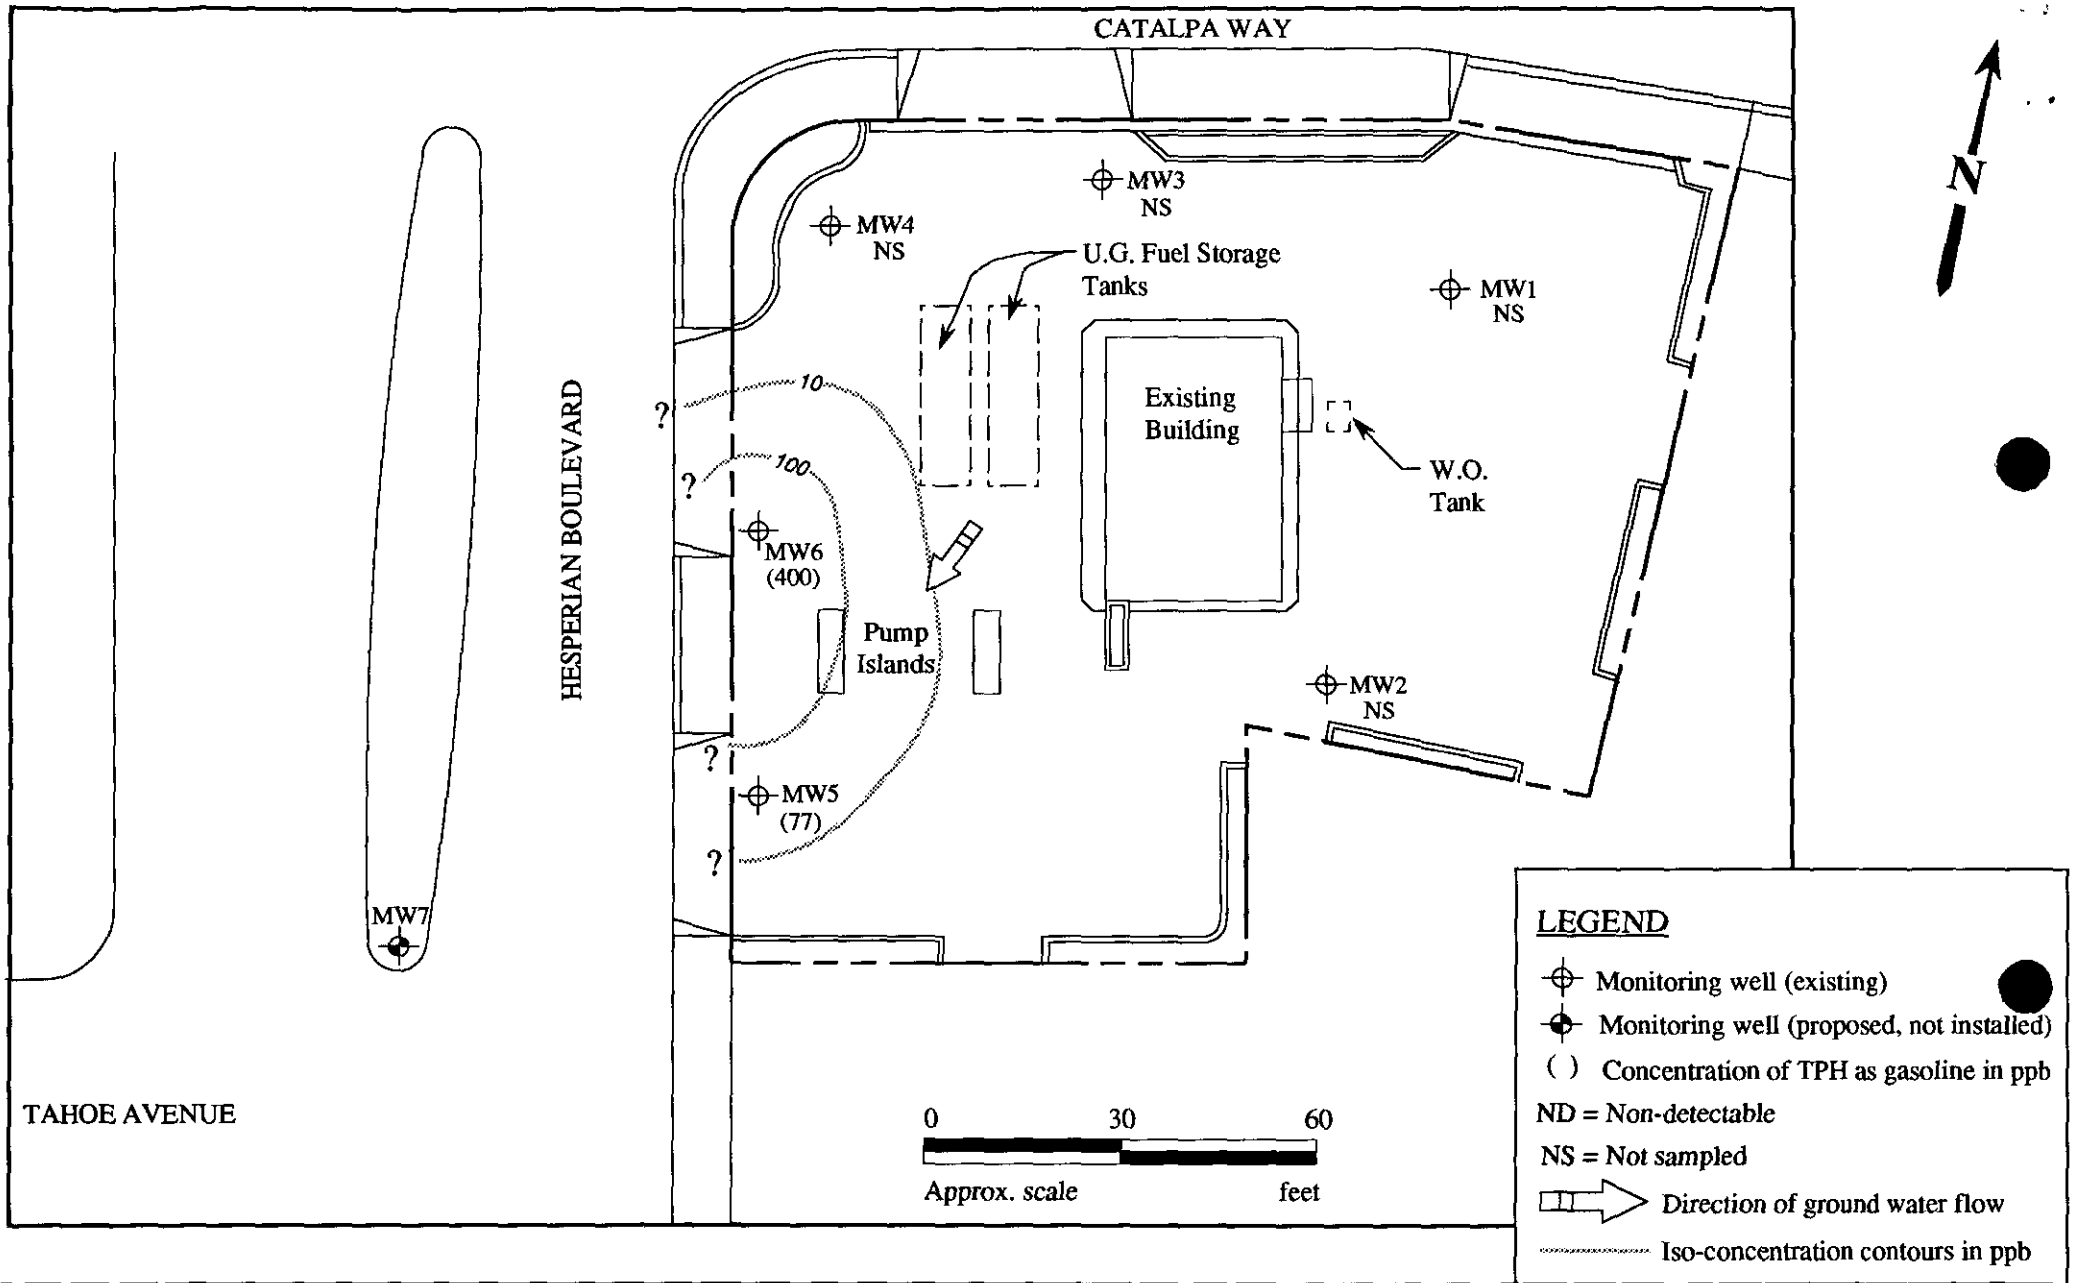 CATALPA WAY
N
MW3
NS
MW4
NS
U.G. Fuel Storage
Tanks
MW1
NS
HESPERIAN BOULEVARD
10
?
Existing
Building
100
?
W.O.
Tank
MW6
(400)
Pump
Islands
MW2
NS
?
MW5
(77)
?
MW7
TAHOE AVENUE
0 30 60
Approx. scale feet
LEGEND
Monitoring well (existing)
Monitoring well (proposed, not installed)
( ) Concentration of TPH as gasoline in ppb
ND = Non-detectable
NS = Not sampled
Direction of ground water flow
Iso-concentration contours in ppb